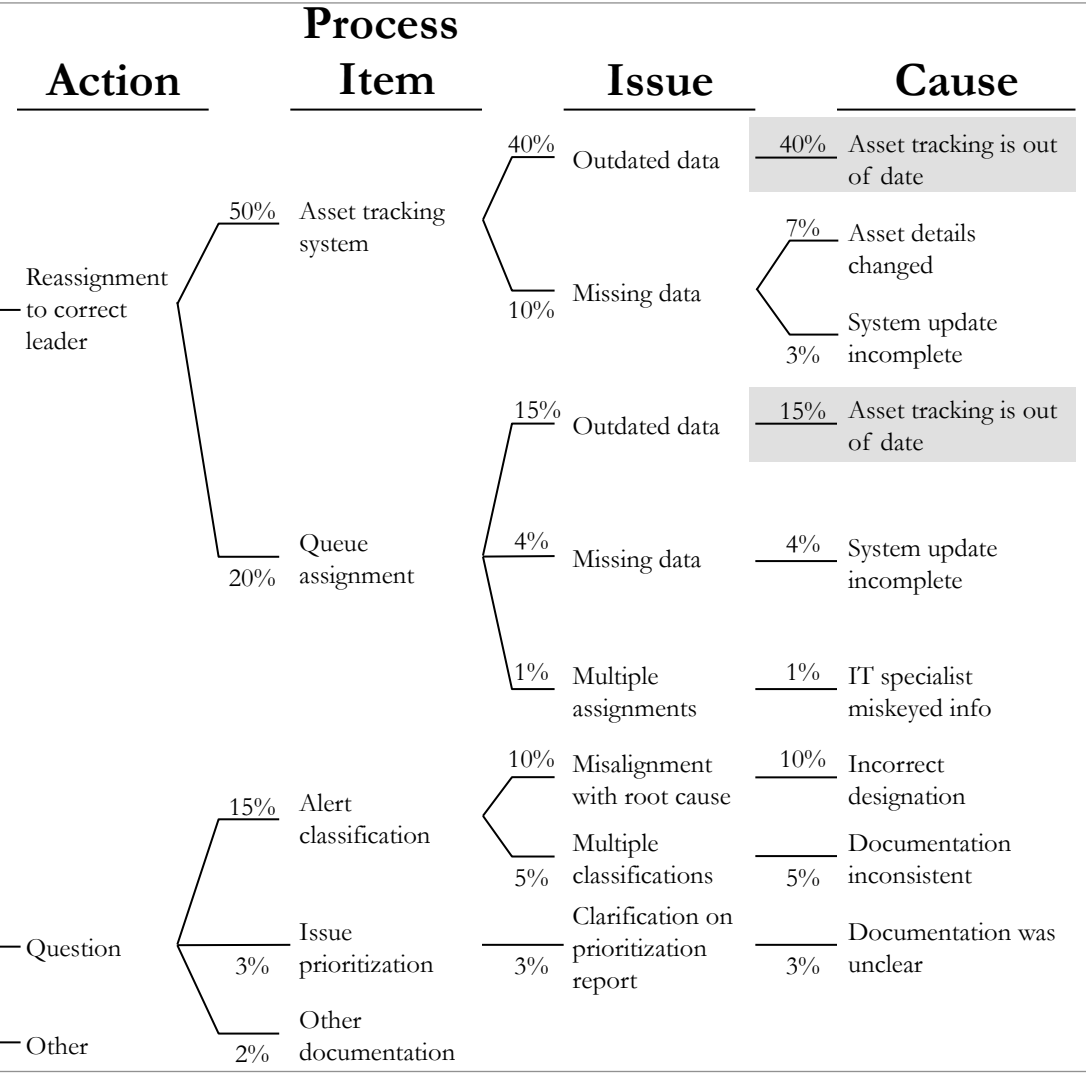 Process
Action
Item
Issue
Cause
Reassignment
to correct
leader
50%
Asset tracking
system
40%
Outdated data
40%
Asset tracking is out
of date
10%
Missing data
7%
Asset details
changed
3%
System update
incomplete
20%
Queue
assignment
15%
Outdated data
15%
Asset tracking is out
of date
4%
Missing data
4%
System update
incomplete
1%
Multiple
assignments
1%
IT specialist
miskeyed info
Question
15%
Alert
classification
10%
Misalignment
with root cause
10%
Incorrect
designation
5%
Multiple
classifications
5%
Documentation
inconsistent
3%
Issue
prioritization
3%
Clarification on
prioritization
report
3%
Documentation was
unclear
2%
Other
documentation
Other